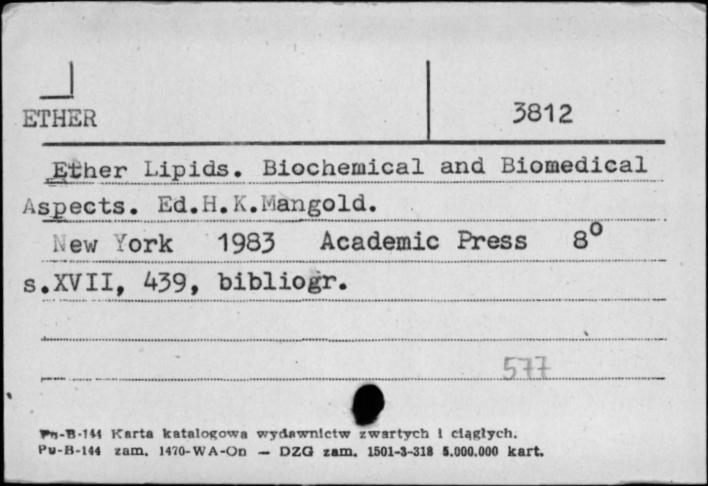 ETHER 3812
Ether Lipids. Biochemical and Biomedical
Aspects. Ed.H.K.Mangold.
New York 1983 Academic Press 8°
s.XVII, 439, bibliogr.
577
Pu-B-144 Karta katalogowa wydawnictw zwartych i ciągłych.
Pu-B-144 zam. 1470-WA-On — DZG zam. 1501-3-318 5.000.000 kart.